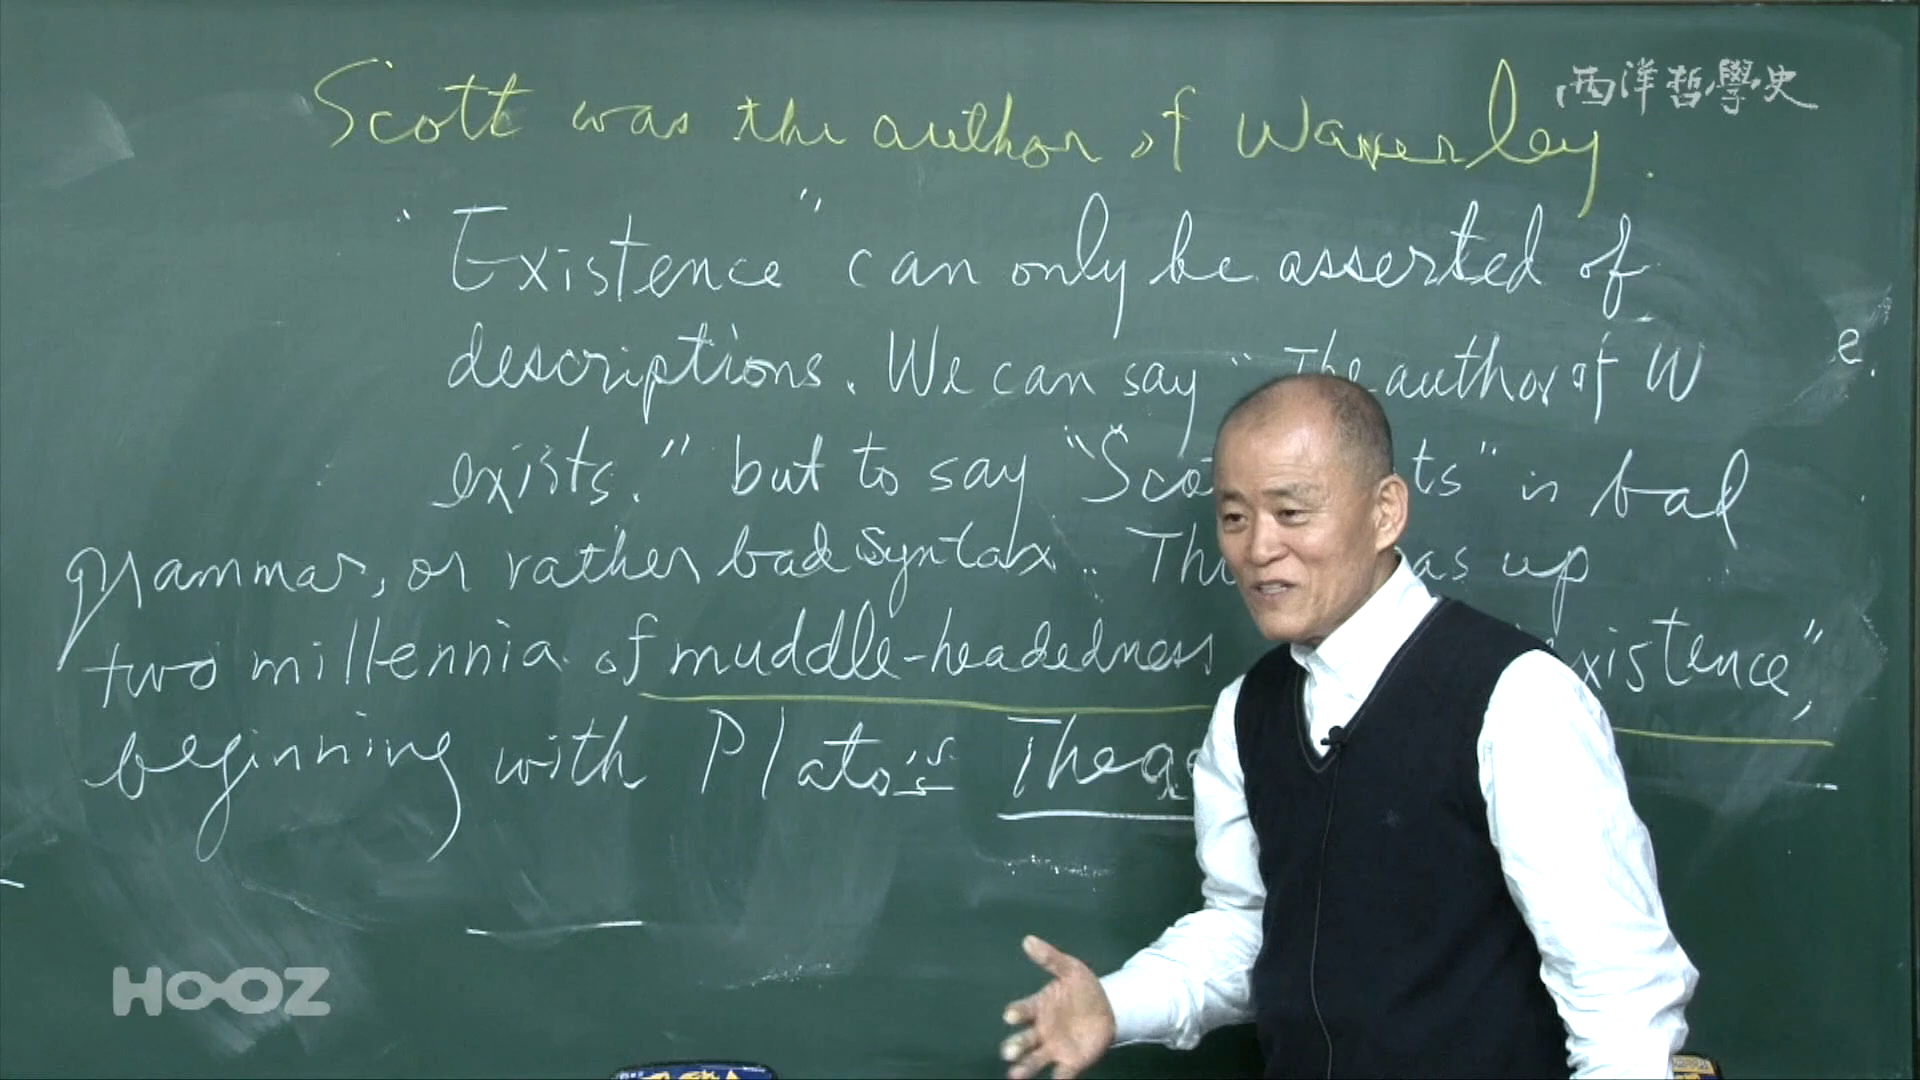 西洋哲學史
Scott was the author of Waverley.
"Existence" can only be asserted of
descriptions. We can say "The author of W
e.
exists." but to say "Sco ts" is bad
grammar, or rather bad syntax. as up
two millennia of muddle-headedness xistence",
beginning with Plato's Theae
HOOZ